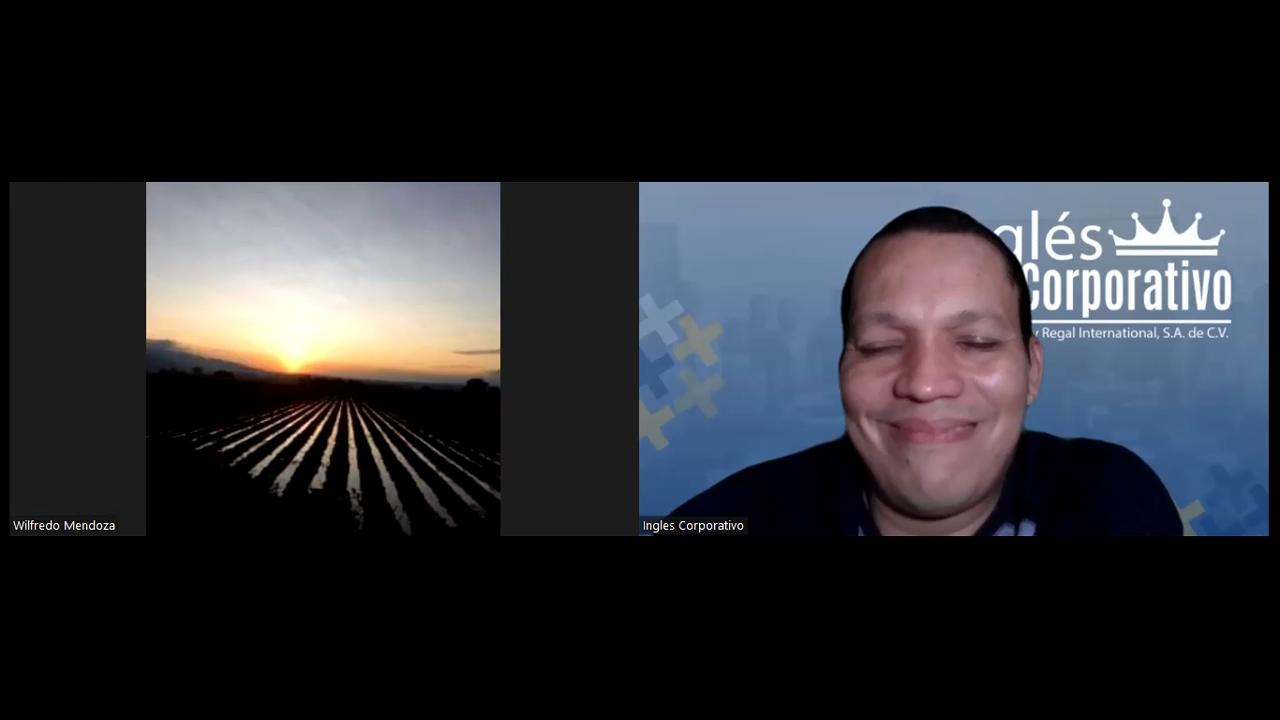 glés
Corporativo
y Regal International, S.A. de C.V.
Wilfredo Mendoza
Ingles Corporativo